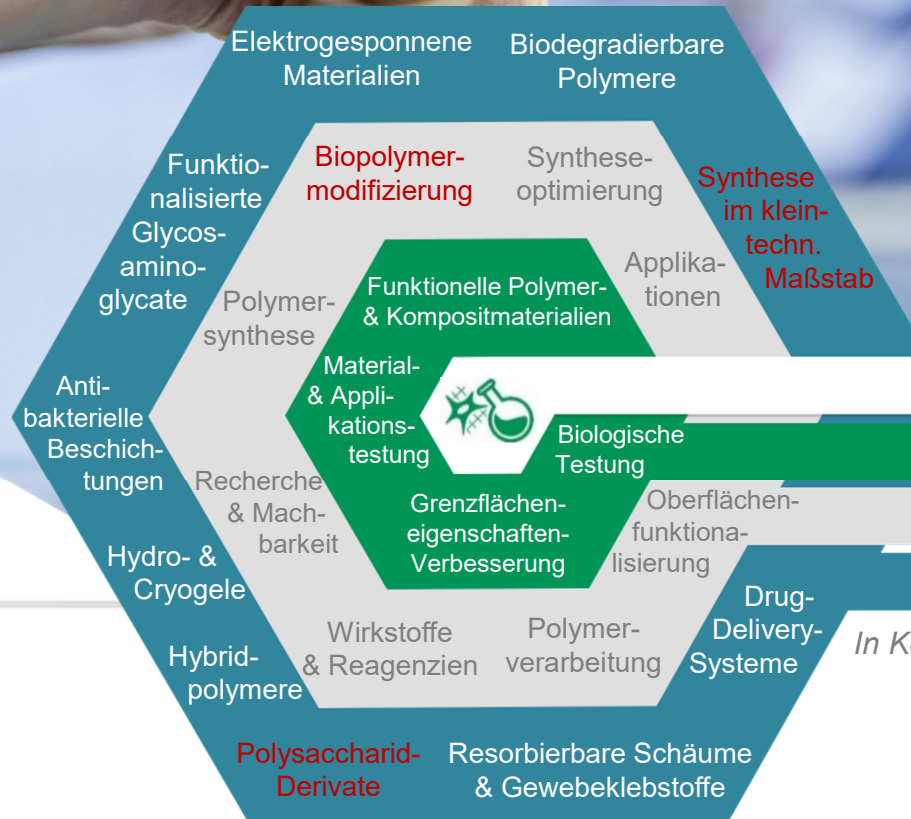 Elektrogesponnene
Materialien
Biodegradierbare
Polymere
Funktio-
nalisierte
Glycos-
amino-
glycate
Biopolymer-
modifizierung
Synthese-
optimierung
Synthese
im klein-
techn.
Maßstab
Polymer-
synthese
Funktionelle Polymer-
& Kompositmaterialien
Applika-
tionen
Anti-
bakterielle
Beschich-
tungen
Material-
& Appli-
kations-
testung
Biologische
Testung
Recherche
& Mach-
barkeit
Grenzflächen-
eigenschaften-
Verbesserung
Oberflächen-
funktiona-
lisierung
Hydro- &
Cryogele
Drug-
Delivery-
Systeme
Hybrid-
polymere
Wirkstoffe
& Reagenzien
Polymer-
verarbeitung
In K
Polysaccharid-
Derivate
Resorbierbare Schäume
& Gewebeklebstoffe